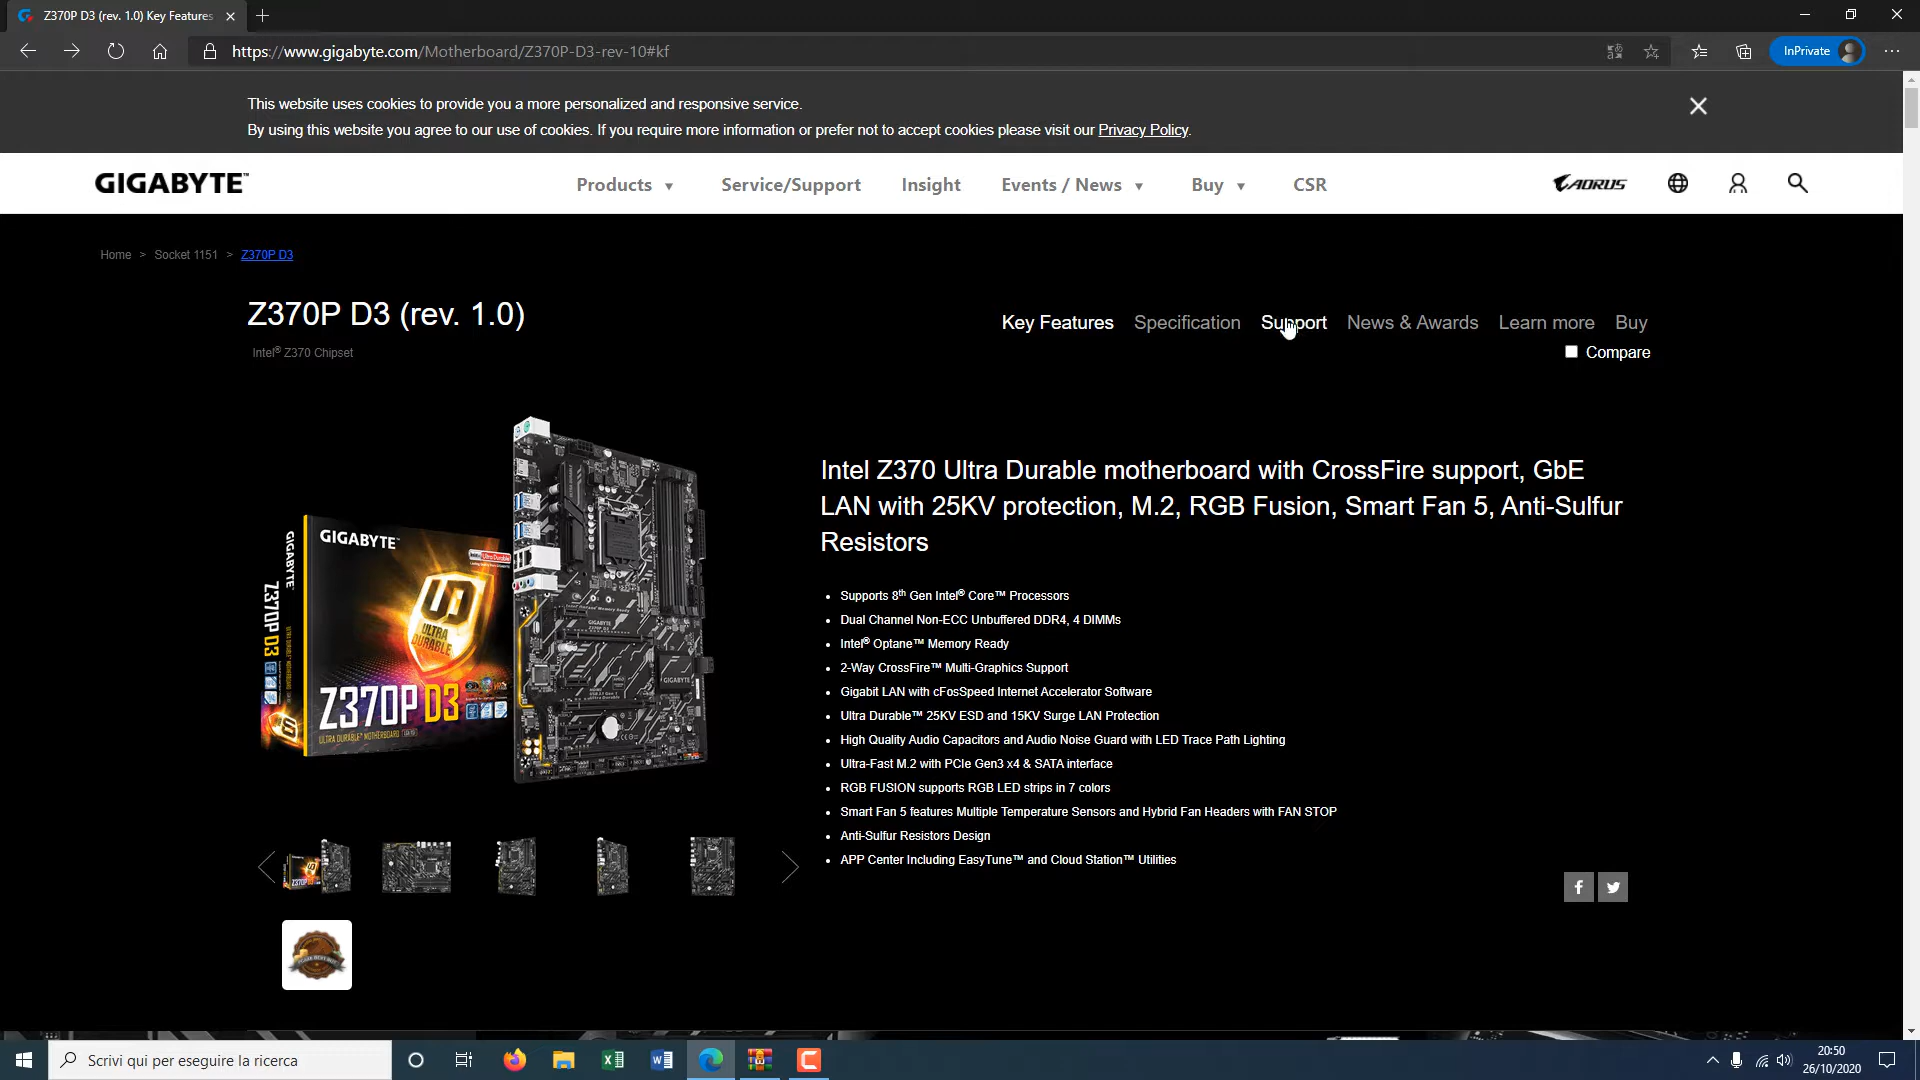 Z370P D3 (rev. 1.0) Key Features
https://www.gigabyte.com/Motherboard/Z370P-D3-rev-10#kf
InPrivate
This website uses cookies to provide you a more personalized and responsive service.
By using this website you agree to our use of cookies. If you require more information or prefer not to accept cookies please visit our Privacy Policy.
GIGABYTE™
Products
Service/Support
Insight
Events / News
Buy
CSR
AORUS
Home > Socket 1151 > Z370P D3
Z370P D3 (rev. 1.0)
Intel® Z370 Chipset
Key Features
Specification
Support
News & Awards
Learn more
Buy
Compare
GIGABYTE™
GIGABYTE
Z370P D3
ULTRA DURABLE
Z370P D3
ULTRA DURABLE MOTHERBOARD
GIGABYTE
GIGABYTE
Intel Z370 Ultra Durable motherboard with CrossFire support, GbE
LAN with 25KV protection, M.2, RGB Fusion, Smart Fan 5, Anti-Sulfur
Resistors
• Supports 8th Gen Intel® Core™ Processors
• Dual Channel Non-ECC Unbuffered DDR4, 4 DIMMs
• Intel® Optane™ Memory Ready
• 2-Way CrossFire™ Multi-Graphics Support
• Gigabit LAN with cFosSpeed Internet Accelerator Software
• Ultra Durable™ 25KV ESD and 15KV Surge LAN Protection
• High Quality Audio Capacitors and Audio Noise Guard with LED Trace Path Lighting
• Ultra-Fast M.2 with PCIe Gen3 x4 & SATA interface
• RGB FUSION supports RGB LED strips in 7 colors
• Smart Fan 5 features Multiple Temperature Sensors and Hybrid Fan Headers with FAN STOP
• Anti-Sulfur Resistors Design
• APP Center Including EasyTune™ and Cloud Station™ Utilities
Scrivi qui per eseguire la ricerca
20:50
26/10/2020